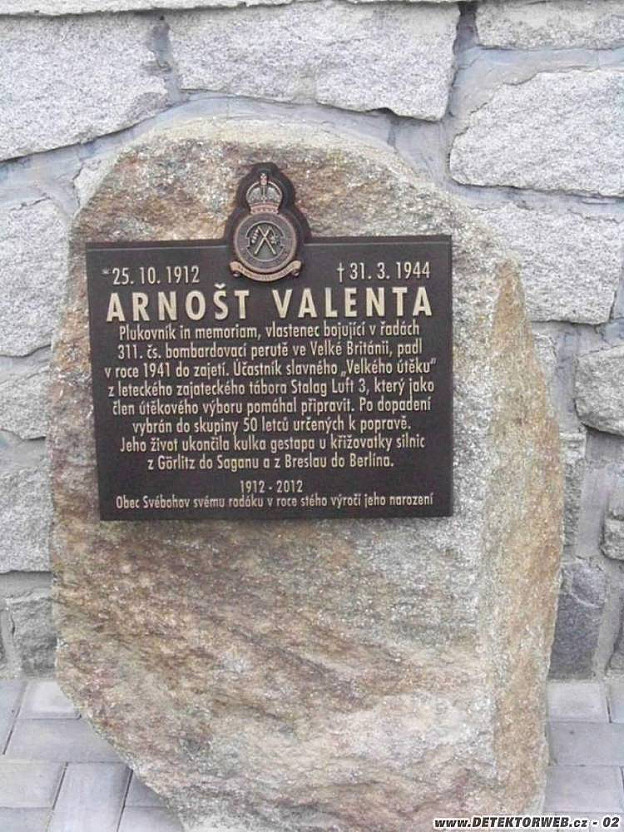 * 25. 10. 1912 † 31. 3. 1944
ARNOŠT VALENTA
Plukovník in memoriam, vlastenec bojující v řadách
311. čs. bombardovací perutě ve Velké Británii, padl
v roce 1941 do zajetí. Účastník slavného „Velkého útěku“
z leteckého zajateckého tábora Stalag Luft 3, který jako
člen útěkového výboru pomáhal připravit. Po dopadení
vybrán do skupiny 50 letců určených k popravě.
Jeho život ukončila kulka gestapa u křižovatky silnic
z Görlitz do Saganu a z Breslau do Berlína.
1912 - 2012
Obec Svébohov svému rodáku v roce stého výročí jeho narození
www.DETEKTORWEB.cz - 02